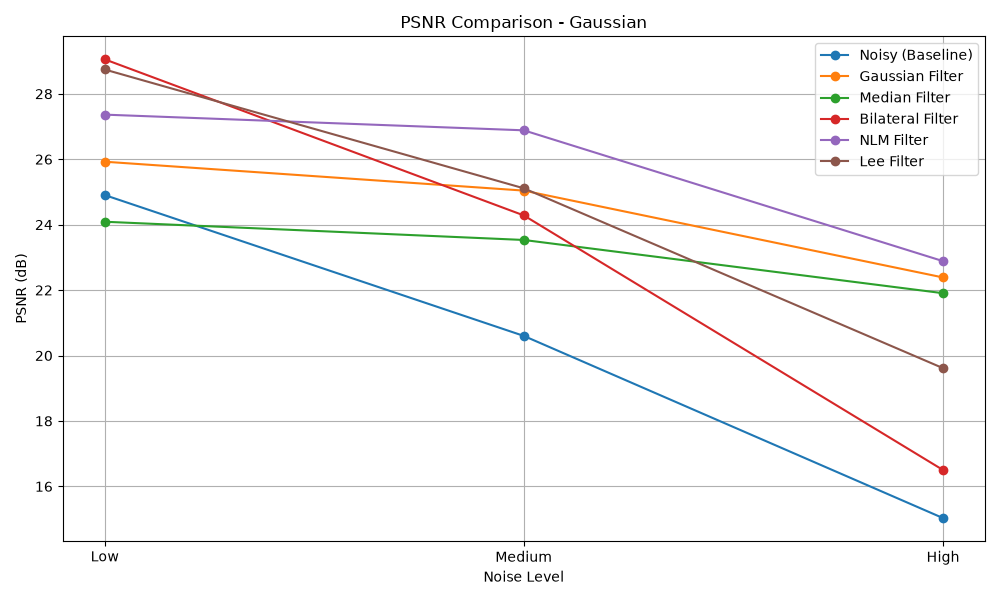 PSNR Comparison - Gaussian
Noisy (Baseline)
Gaussian Filter
Median Filter
Bilateral Filter
NLM Filter
Lee Filter
PSNR (dB)
28
26
24
22
20
18
16
Low
Medium
High
Noise Level